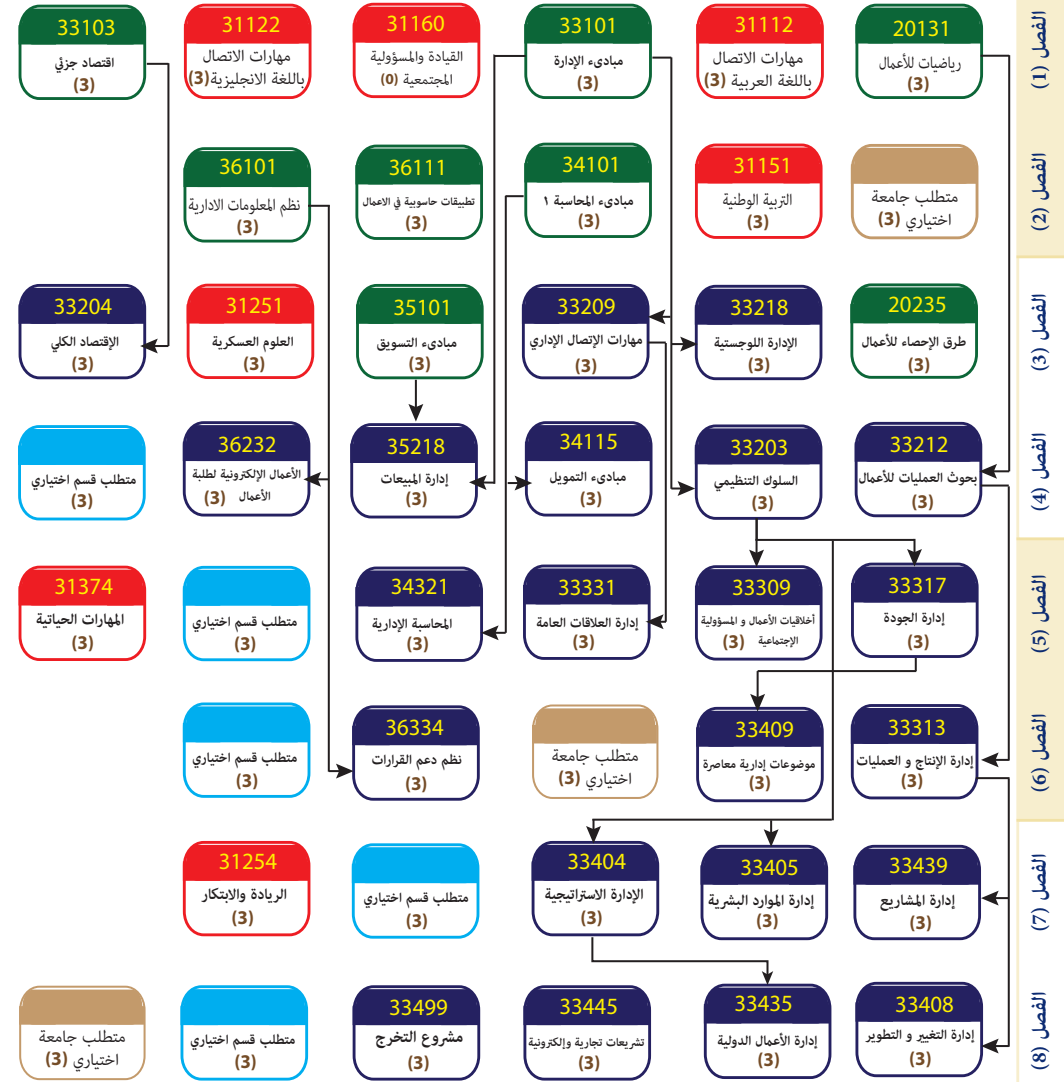 الفصل (1)
20131
رياضيات للأعمال
(3)
31112
مهارات الاتصال
باللغة العربية (3)
33101
مبادىء الإدارة
(3)
31160
القيادة والمسؤولية
المجتمعية (0)
31122
مهارات الاتصال
باللغة الانجليزية(3)
33103
اقتصاد جزئي
(3)
الفصل (2)
متطلب جامعة
اختياري (3)
31151
التربية الوطنية
(3)
34101
مبادىء المحاسبة ١
(3)
36111
تطبيقات حاسوبية في الاعمال
(3)
36101
نظم المعلومات الادارية
(3)
الفصل (3)
20235
طرق الإحصاء للأعمال
(3)
33218
الإدارة اللوجستية
(3)
33209
مهارات الإتصال الإداري
(3)
35101
مبادىء التسويق
(3)
31251
العلوم العسكرية
(3)
33204
الإقتصاد الكلي
(3)
الفصل (4)
33212
بحوث العمليات للأعمال
(3)
33203
السلوك التنظيمي
(3)
34115
مبادىء التمويل
(3)
35218
إدارة المبيعات
(3)
36232
الأعمال الإلكترونية لطلبة
الأعمال (3)
متطلب قسم اختياري
(3)
الفصل (5)
33317
إدارة الجودة
(3)
33309
أخلاقيات الأعمال و المسؤولية
الإجتماعية (3)
33331
إدارة العلاقات العامة
(3)
34321
المحاسبة الإدارية
(3)
متطلب قسم اختياري
(3)
31374
المهارات الحياتية
(3)
الفصل (6)
33313
إدارة الإنتاج و العمليات
(3)
33409
موضوعات إدارية معاصرة
(3)
متطلب جامعة
اختياري (3)
36334
نظم دعم القرارات
(3)
متطلب قسم اختياري
(3)
الفصل (7)
33439
إدارة المشاريع
(3)
33405
إدارة الموارد البشرية
(3)
33404
الإدارة الاستراتيجية
(3)
متطلب قسم اختياري
(3)
31254
الريادة والابتكار
(3)
الفصل (8)
33408
إدارة التغيير و التطوير
(3)
33435
إدارة الأعمال الدولية
(3)
33445
تشريعات تجارية وإلكترونية
(3)
33499
مشروع التخرج
(3)
متطلب قسم اختياري
(3)
متطلب جامعة
اختياري (3)